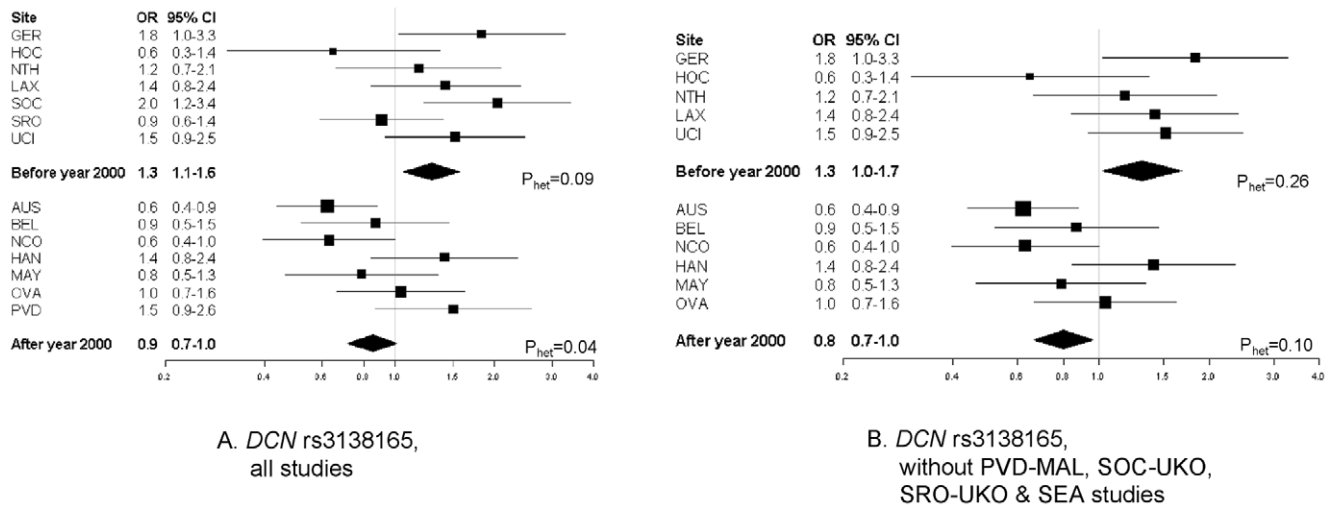 Site OR 95% CI
GER 1.8 1.0-3.3
HOC 0.6 0.3-1.4
NTH 1.2 0.7-2.1
LAX 1.4 0.8-2.4
SOC 2.0 1.2-3.4
SRO 0.9 0.6-1.4
UCI 1.5 0.9-2.5
Before year 2000 1.3 1.1-1.6
Phet=0.09
AUS 0.6 0.4-0.9
BEL 0.9 0.5-1.5
NCO 0.6 0.4-1.0
HAN 1.4 0.8-2.4
MAY 0.8 0.5-1.3
OVA 1.0 0.7-1.6
PVD 1.5 0.9-2.6
After year 2000 0.9 0.7-1.0
Phet=0.04
0.2 0.4 0.6 0.8 1.0 1.5 2.0 3.0 4.0
A. DCN rs3138165,
all studies
Site OR 95% CI
GER 1.8 1.0-3.3
HOC 0.6 0.3-1.4
NTH 1.2 0.7-2.1
LAX 1.4 0.8-2.4
UCI 1.5 0.9-2.5
Before year 2000 1.3 1.0-1.7
Phet=0.26
AUS 0.6 0.4-0.9
BEL 0.9 0.5-1.5
NCO 0.6 0.4-1.0
HAN 1.4 0.8-2.4
MAY 0.8 0.5-1.3
OVA 1.0 0.7-1.6
After year 2000 0.8 0.7-1.0
Phet=0.10
0.2 0.4 0.6 0.8 1.0 1.5 2.0 3.0 4.0
B. DCN rs3138165,
without PVD-MAL, SOC-UKO,
SRO-UKO & SEA studies